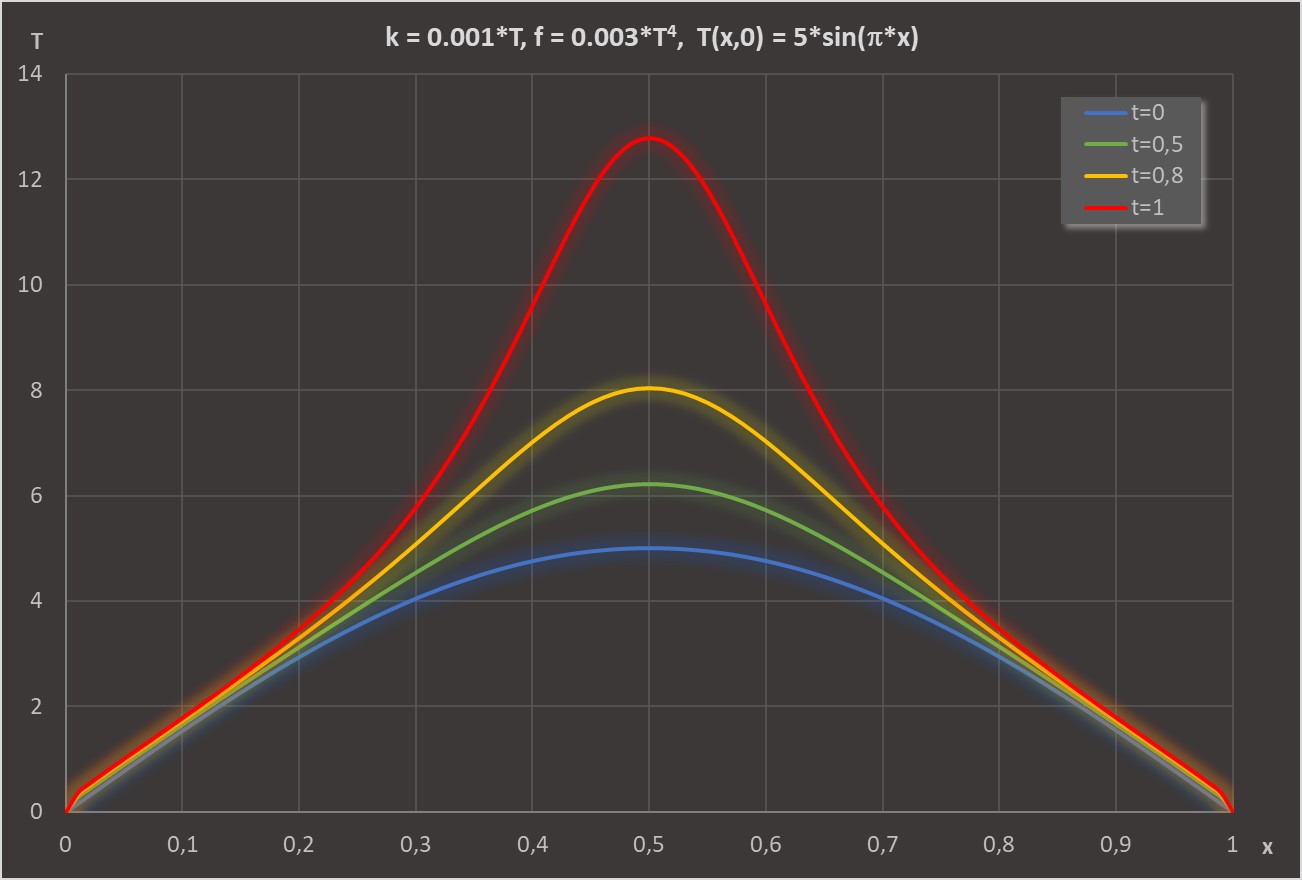 k = 0.001*T, f = 0.003*T⁴, T(x,0) = 5*sin(π*x)
T
14
12
10
8
6
4
2
0
t=0
t=0,5
t=0,8
t=1
0 0,1 0,2 0,3 0,4 0,5 0,6 0,7 0,8 0,9 1 x